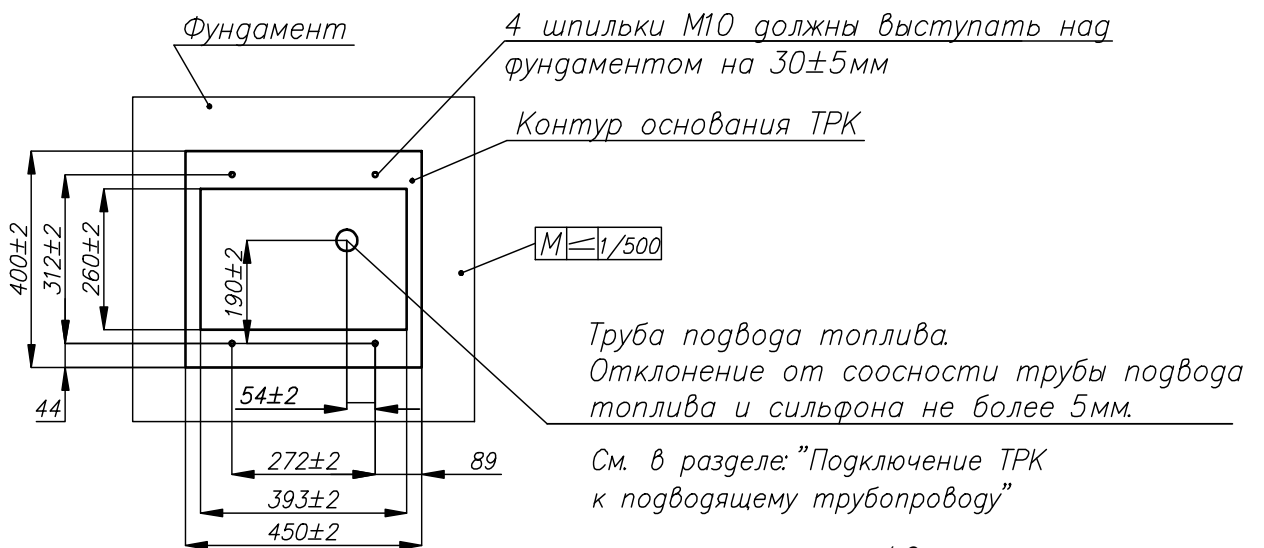 Фундамент
4 шпильки М10 должны выступать над
фундаментом на 30±5мм
Контур основания ТРК
400±2
312±2
260±2
190±2
М 1/500
44
54±2
272±2
89
393±2
450±2
Труба подвода топлива.
Отклонение от соосности трубы подвода
топлива и сильфона не более 5мм.
См. в разделе: "Подключение ТРК
к подводящему трубопроводу"